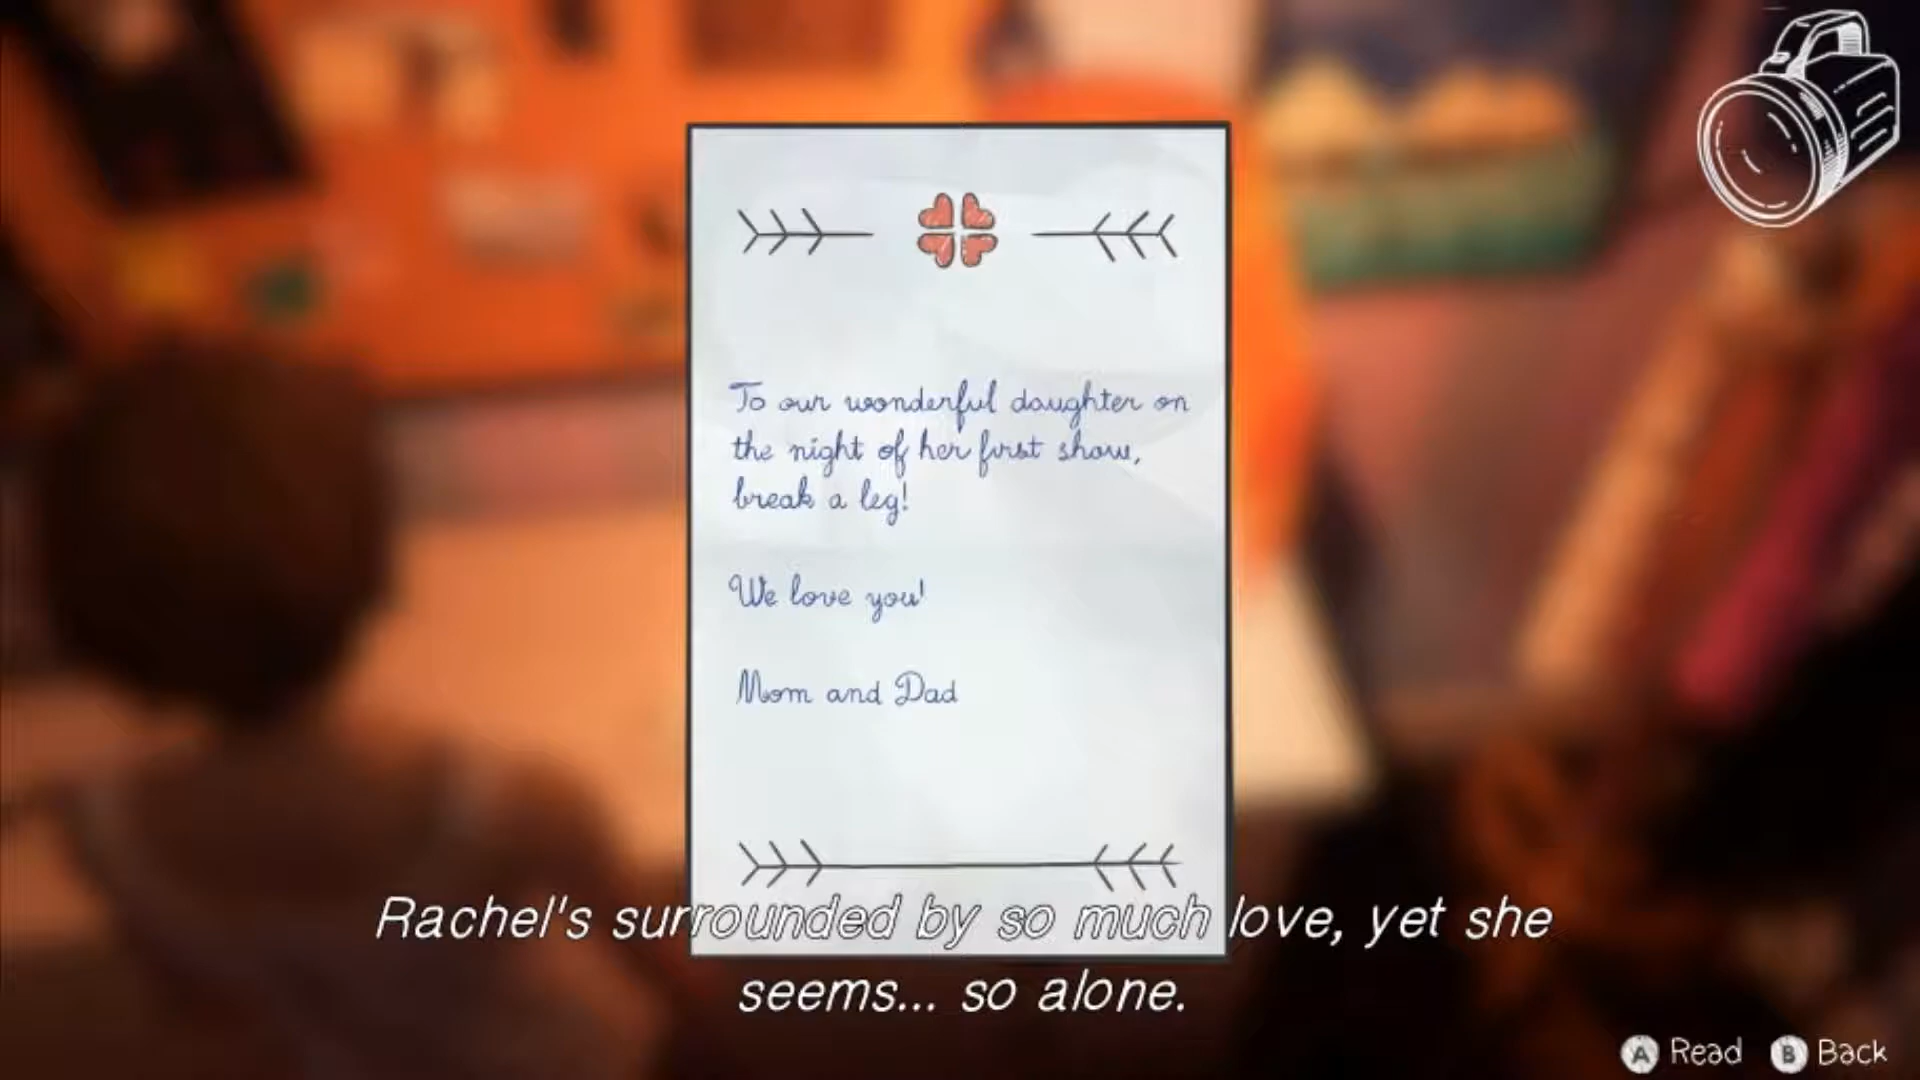 To our wonderful daughter on
the night of her first show,
break a leg!
We love you!
Mom and Dad
Rachel's surrounded by so much love, yet she
seems... so alone.
A Read B Back